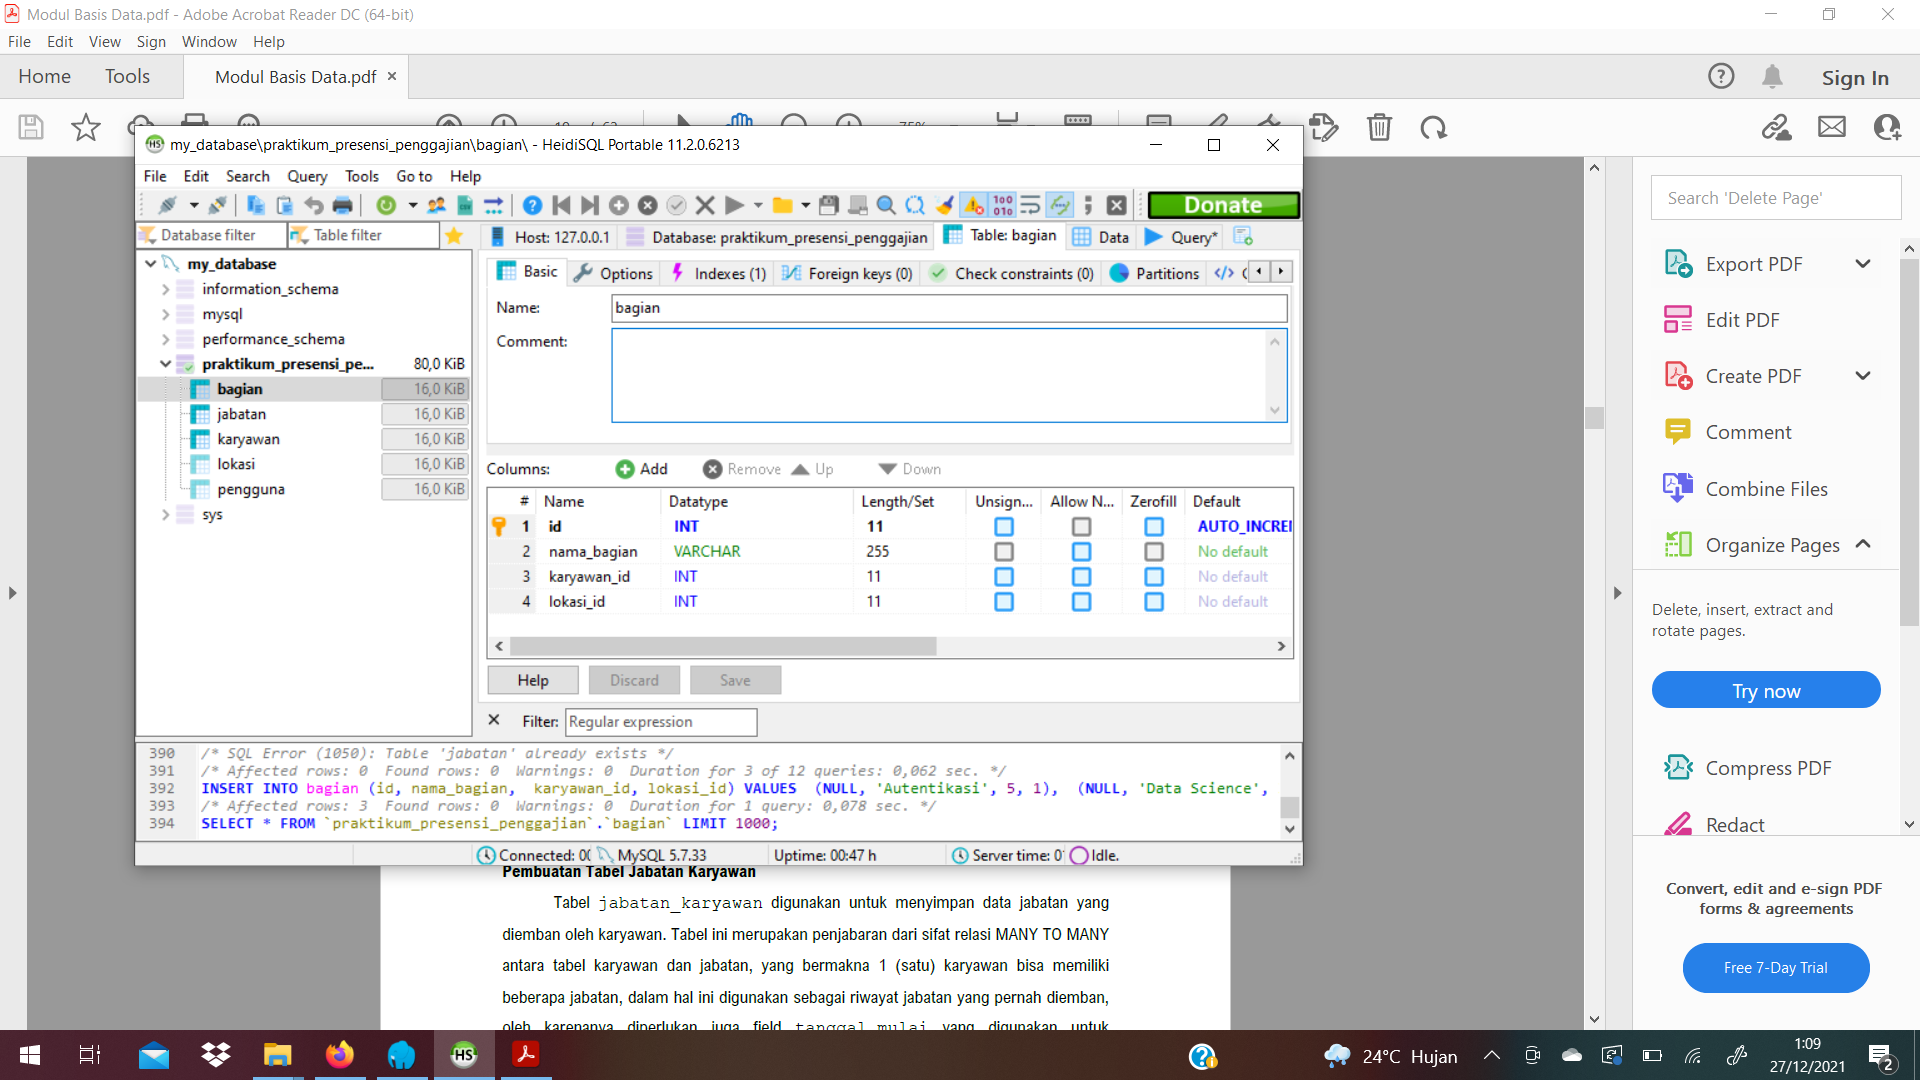 Modul Basis Data.pdf - Adobe Acrobat Reader DC (64-bit)
File Edit View Sign Window Help
Home Tools Modul Basis Data.pdf × Sign In
my_database\praktikum_presensi_penggajian\bagian\ - HeidiSQL Portable 11.2.0.6213
File Edit Search Query Tools Go to Help
Donate
Database filter Table filter
Host: 127.0.0.1 Database: praktikum_presensi_penggajian Table: bagian Data Query*
my_database
information_schema
mysql
performance_schema
praktikum_presensi_pe... 80,0 KiB
bagian 16,0 KiB
jabatan 16,0 KiB
karyawan 16,0 KiB
lokasi 16,0 KiB
pengguna 16,0 KiB
sys
Basic Options Indexes (1) Foreign keys (0) Check constraints (0) Partitions
Name: bagian
Comment:
Columns: Add Remove Up Down
# Name Datatype Length/Set Unsign... Allow N... Zerofill Default
1 id INT 11 AUTO_INCREI
2 nama_bagian VARCHAR 255 No default
3 karyawan_id INT 11 No default
4 lokasi_id INT 11 No default
Help Discard Save
Filter: Regular expression
390 /* SQL Error (1050): Table 'jabatan' already exists */
391 /* Affected rows: 0 Found rows: 0 Warnings: 0 Duration for 3 of 12 queries: 0,062 sec. */
392 INSERT INTO bagian (id, nama_bagian, karyawan_id, lokasi_id) VALUES (NULL, 'Autentikasi', 5, 1), (NULL, 'Data Science',
393 /* Affected rows: 3 Found rows: 0 Warnings: 0 Duration for 1 query: 0,078 sec. */
394 SELECT * FROM `praktikum_presensi_penggajian`.`bagian` LIMIT 1000;
Connected: 00 MySQL 5.7.33 Uptime: 00:47 h Server time: 0 Idle.
Pembuatan Tabel Jabatan Karyawan
Tabel jabatan_karyawan digunakan untuk menyimpan data jabatan yang
diemban oleh karyawan. Tabel ini merupakan penjabaran dari sifat relasi MANY TO MANY
antara tabel karyawan dan jabatan, yang bermakna 1 (satu) karyawan bisa memiliki
beberapa jabatan, dalam hal ini digunakan sebagai riwayat jabatan yang pernah diemban,
oleh karenanya diperlukan juga field tanggal_mulai yang digunakan untuk
Search 'Delete Page'
Export PDF
Edit PDF
Create PDF
Comment
Combine Files
Organize Pages
Delete, insert, extract and
rotate pages.
Try now
Compress PDF
Redact
Convert, edit and e-sign PDF
forms & agreements
Free 7-Day Trial
HS
24°C Hujan
1:09
27/12/2021
2